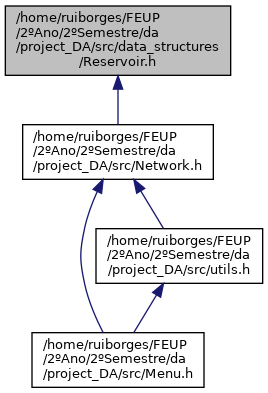 /home/ruiborges/FEUP
/2ºAno/2ºSemestre/da
/project_DA/src/data_structures
/Reservoir.h
/home/ruiborges/FEUP
/2ºAno/2ºSemestre/da
/project_DA/src/Network.h
/home/ruiborges/FEUP
/2ºAno/2ºSemestre/da
/project_DA/src/utils.h
/home/ruiborges/FEUP
/2ºAno/2ºSemestre/da
/project_DA/src/Menu.h